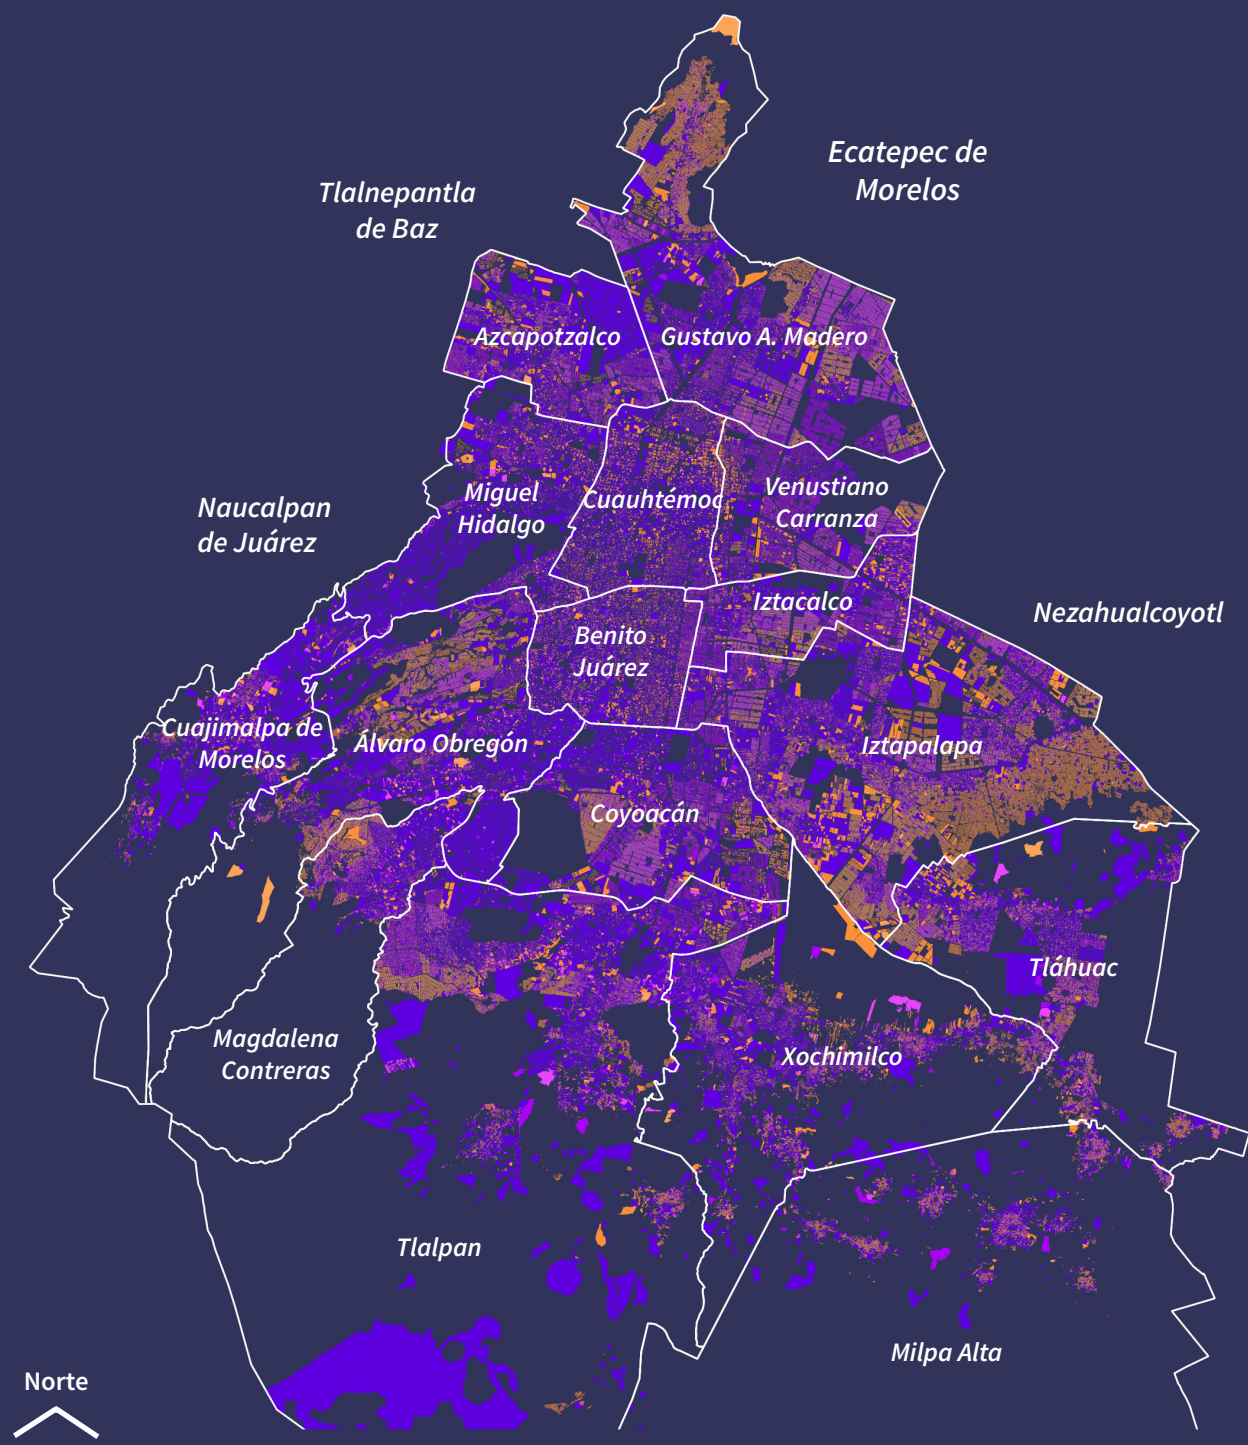 Ecatepec de
Morelos
Tlalnepantla
de Baz
Azcapotzalco
Gustavo A. Madero
Naucalpan
de Juárez
Miguel
Hidalgo
Cuauhtémoc
Venustiano
Carranza
Iztacalco
Nezahualcoyotl
Benito
Juárez
Cuajimalpa de
Morelos
Álvaro Obregón
Iztapalapa
Coyoacán
Tláhuac
Magdalena
Contreras
Xochimilco
Tlalpan
Milpa Alta
Norte